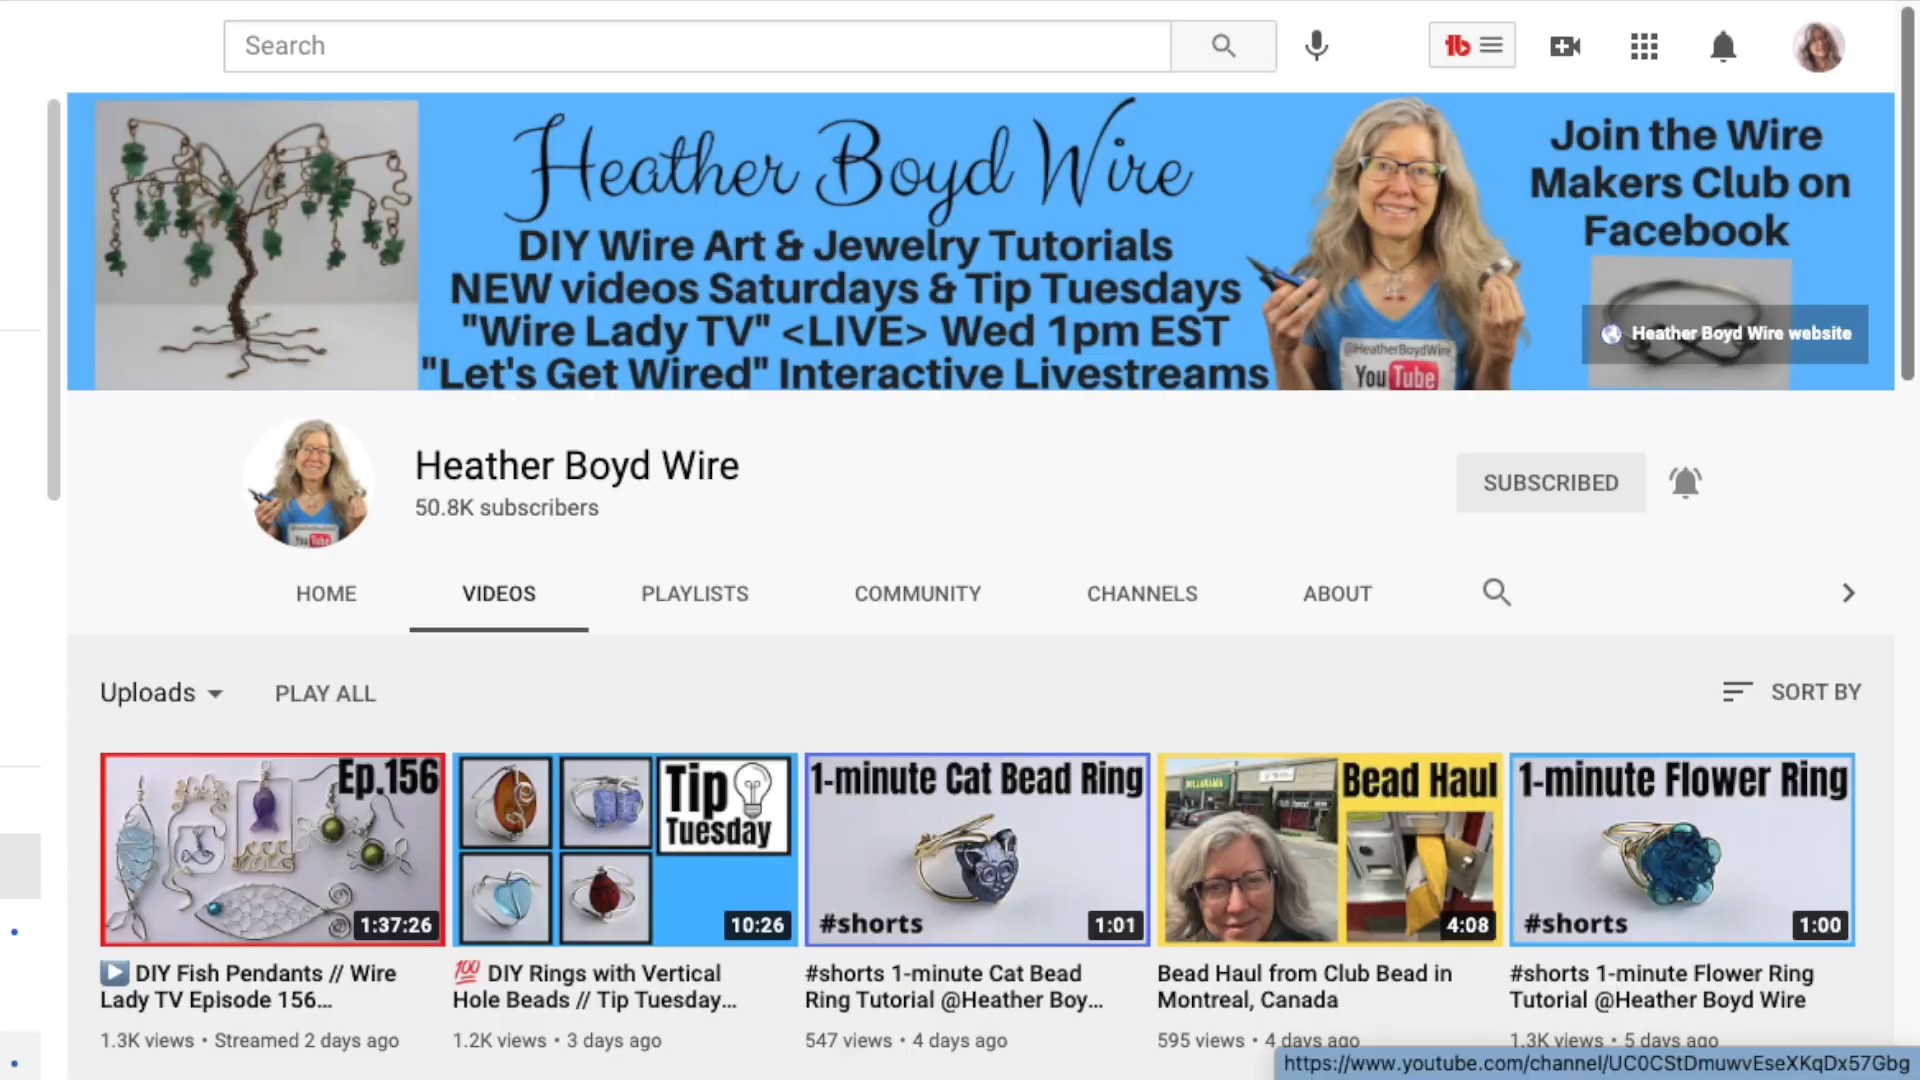 Search
Heather Boyd Wire
DIY Wire Art & Jewelry Tutorials
NEW videos Saturdays & Tip Tuesdays
"Wire Lady TV" <LIVE> Wed 1pm EST
"Let's Get Wired" Interactive Livestreams
@HeatherBoydWire
YouTube
Join the Wire
Makers Club on
Facebook
Heather Boyd Wire website
You Tube
Heather Boyd Wire
50.8K subscribers
SUBSCRIBED
HOME
VIDEOS
PLAYLISTS
COMMUNITY
CHANNELS
ABOUT
Uploads
PLAY ALL
SORT BY
Ep.156
1:37:26
Tip
Tuesday
10:26
1-minute Cat Bead Ring
#shorts
1:01
DOLLARAMA
Bead Haul
4:08
1-minute Flower Ring
#shorts
1:00
DIY Fish Pendants // Wire
Lady TV Episode 156...
1.3K views • Streamed 2 days ago
💯 DIY Rings with Vertical
Hole Beads // Tip Tuesday...
1.2K views • 3 days ago
#shorts 1-minute Cat Bead
Ring Tutorial @Heather Boy...
547 views • 4 days ago
Bead Haul from Club Bead in
Montreal, Canada
595 views • 4 days ago
#shorts 1-minute Flower Ring
Tutorial @Heather Boyd Wire
1.3K views • 5 days ago
https://www.youtube.com/channel/UC0CStDmuwvEseXKqDx57Gbg